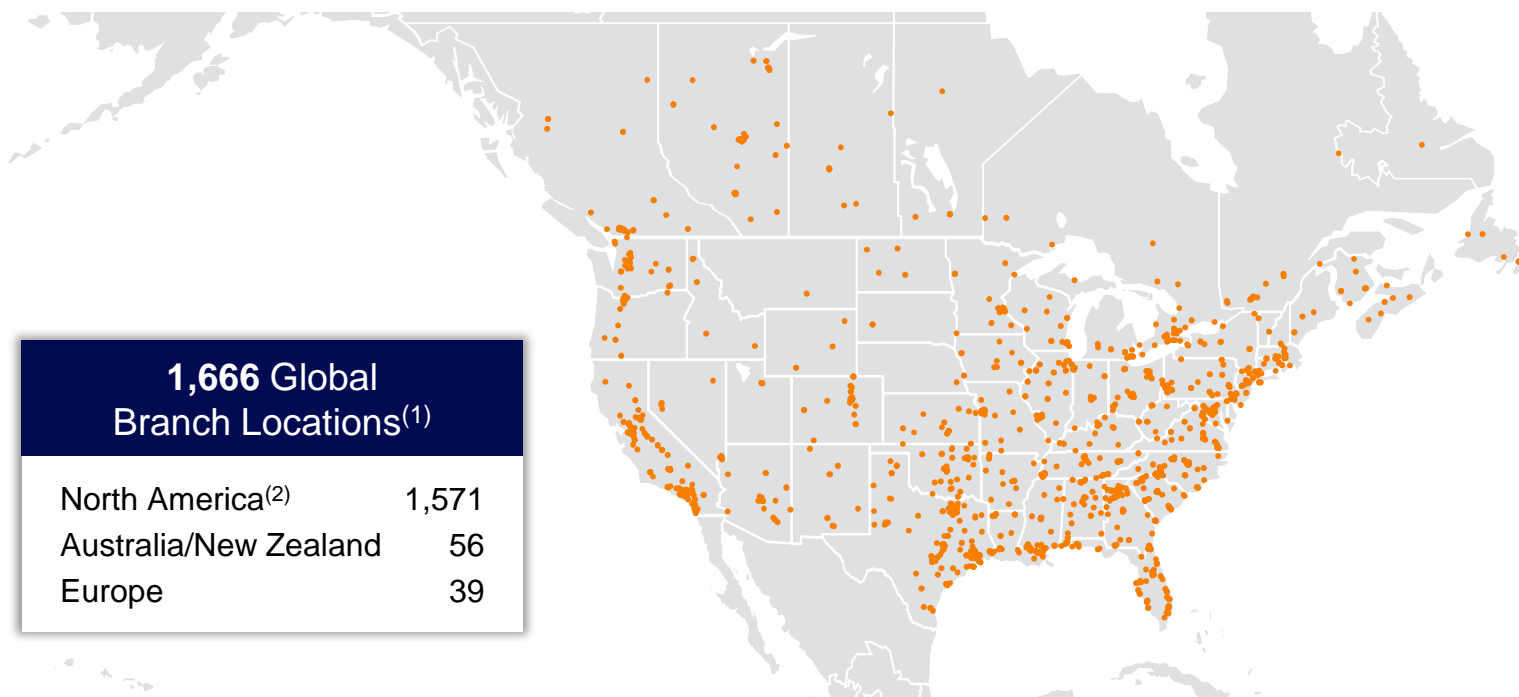 1,666 Global
Branch Locations(1)
North America(2) 1,571
Australia/New Zealand 56
Europe 39